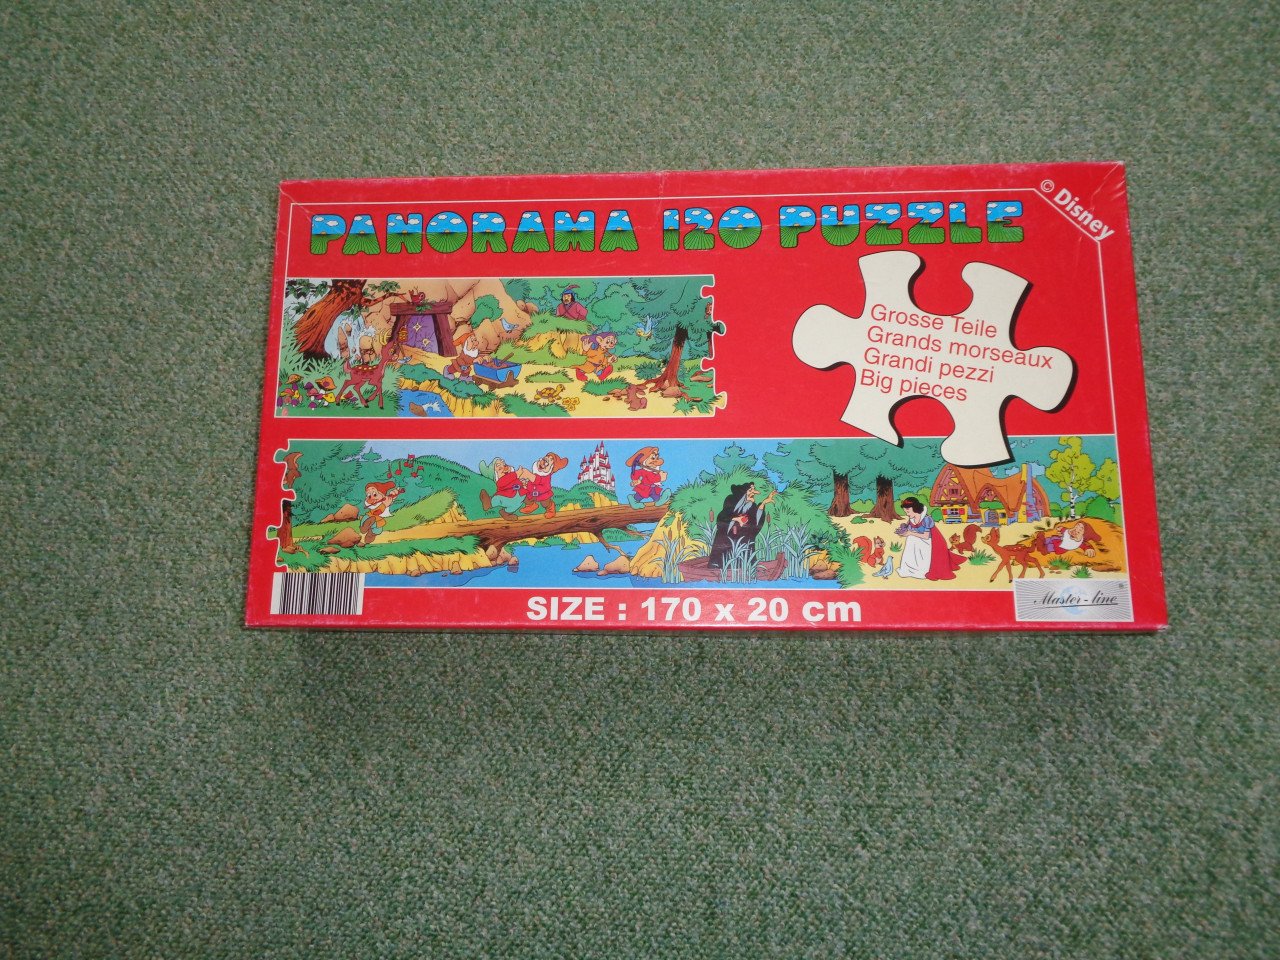 PANORAMA 120 PUZZLE
© Disney
Grosse Teile
Grands morseaux
Grandi pezzi
Big pieces
SIZE : 170 x 20 cm
Master-line®